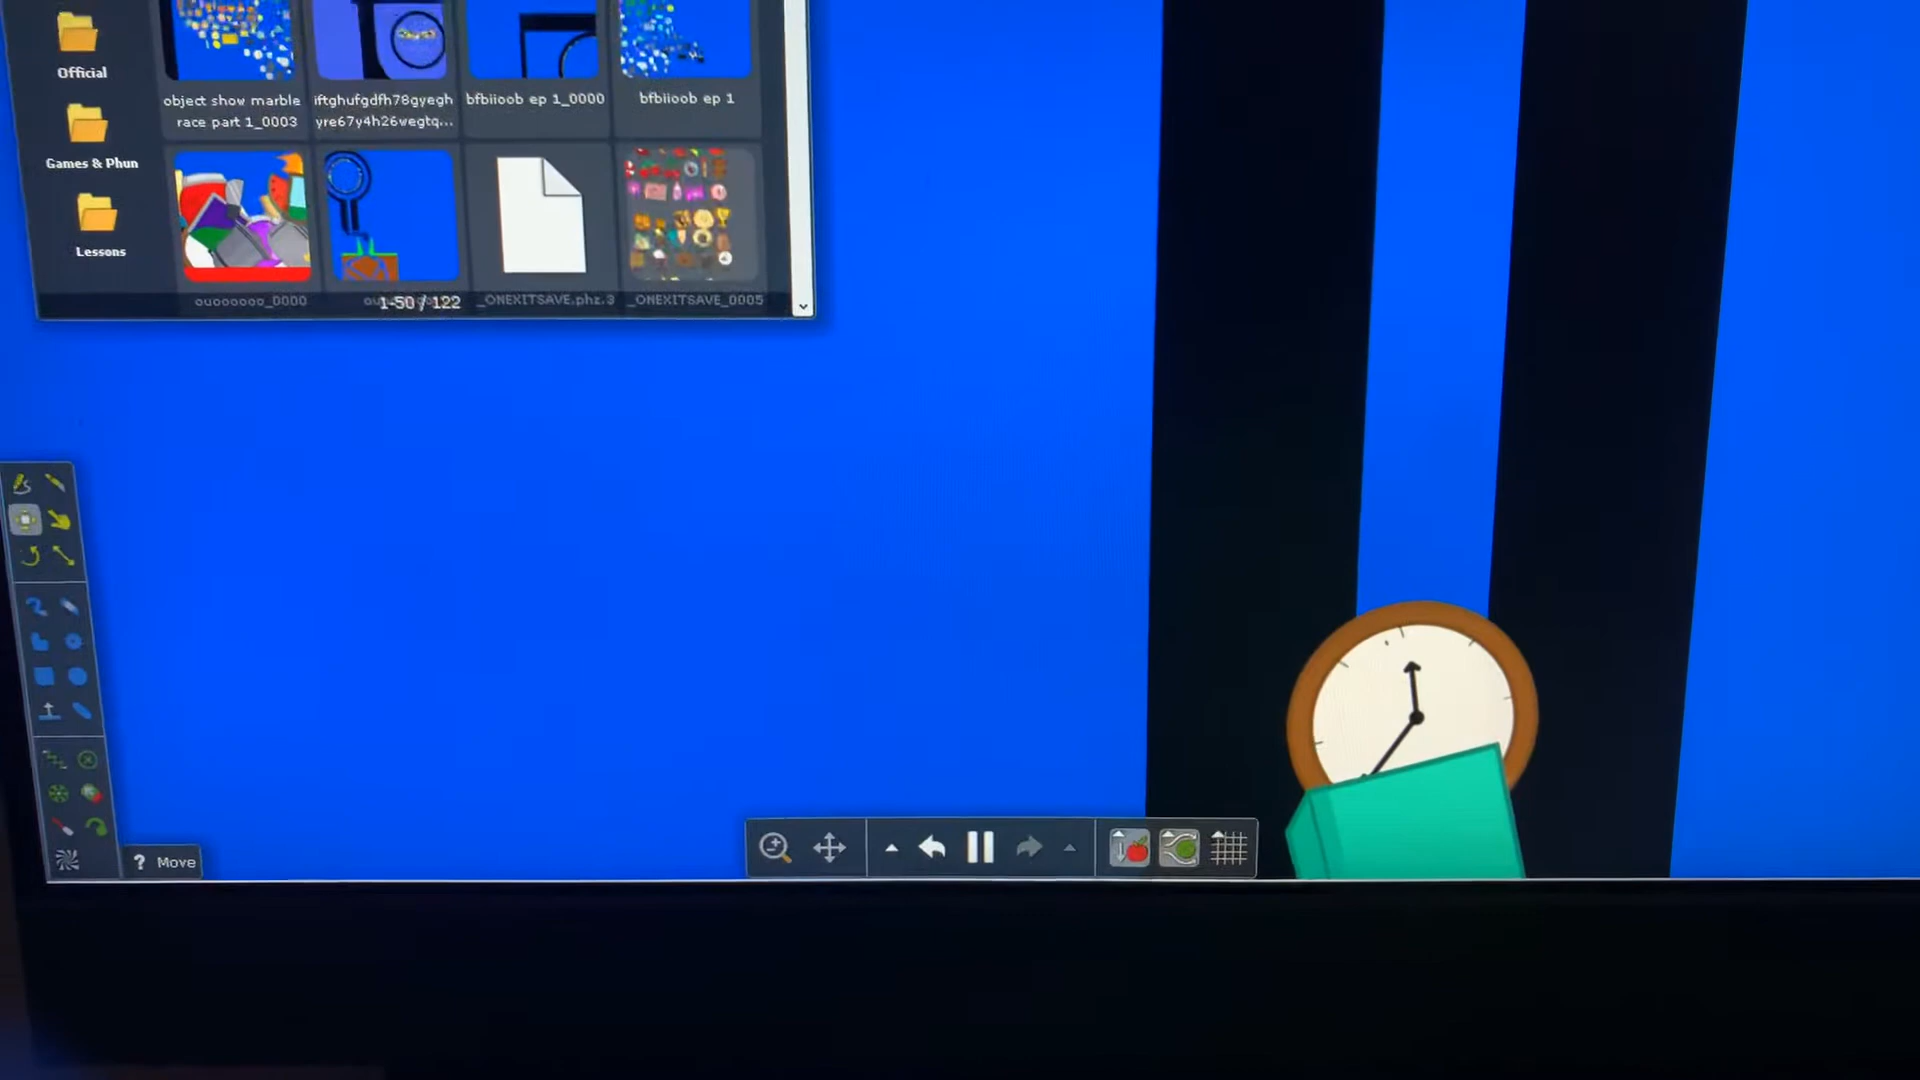 Official
object show marble
race part 1_0003
iftghufgdfh78gyegh
yre67y4h26wegtq...
bfbiioob ep 1_0000
bfbiioob ep 1
Games & Phun
Lessons
ouoooooo_0000
1-50 / 122
_ONEXITSAVE.phz.3
_ONEXITSAVE_0005
? Move